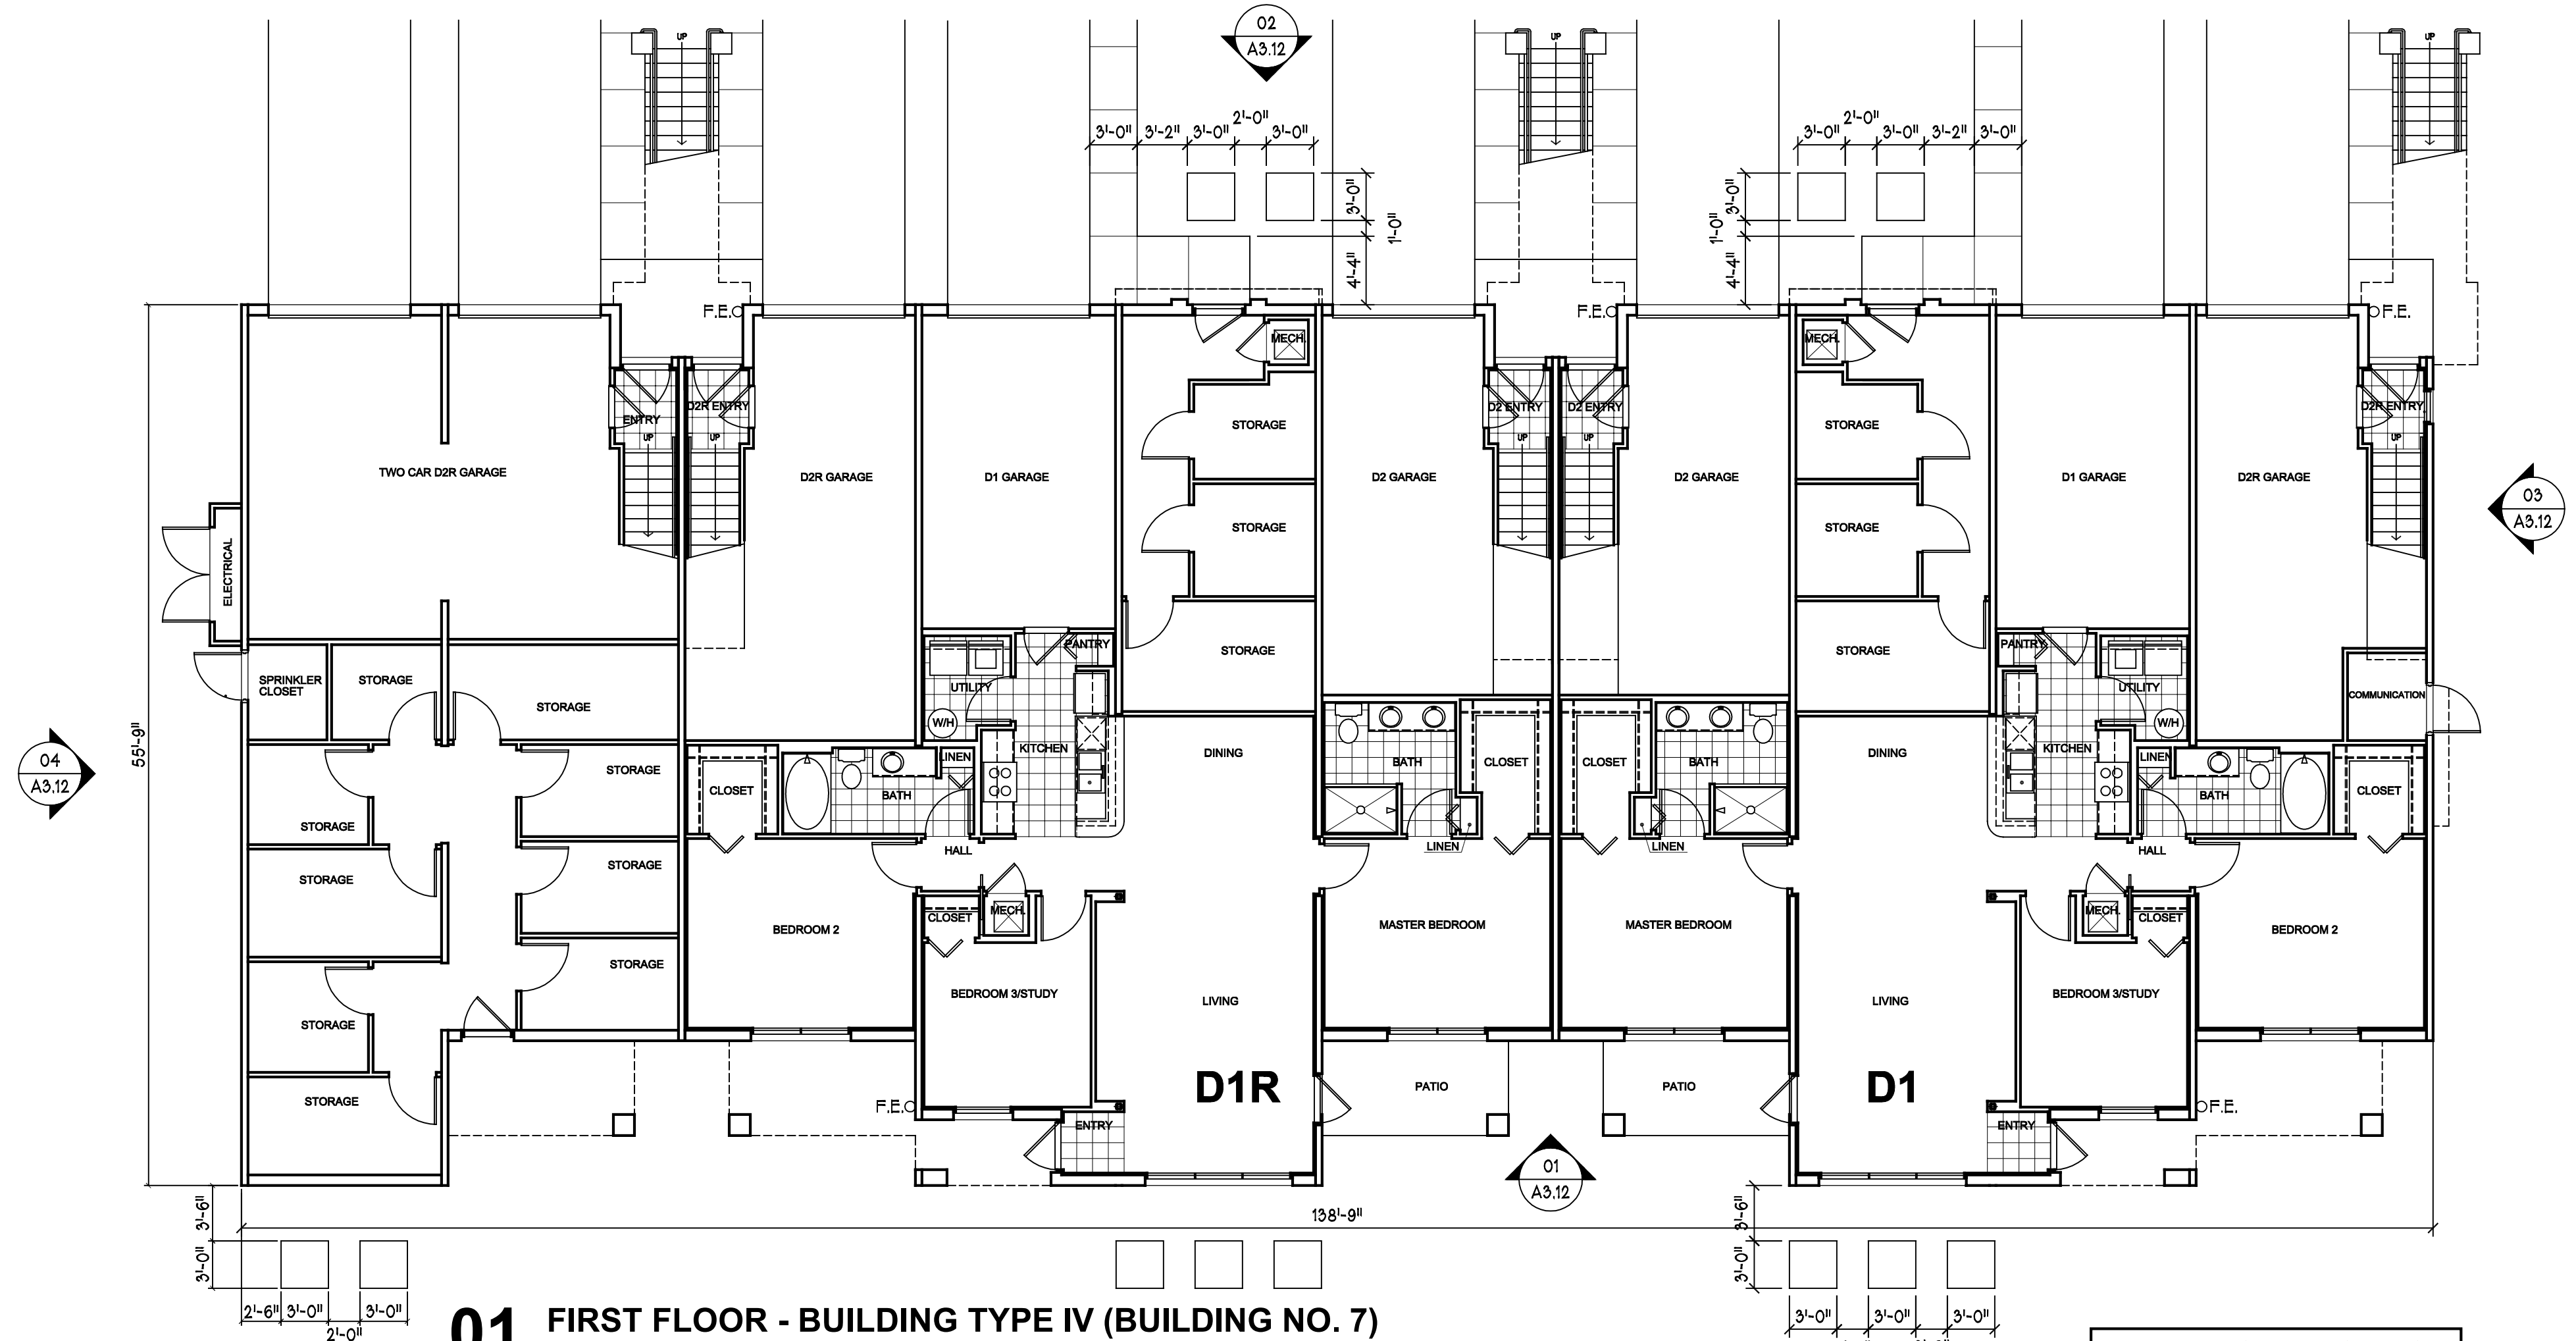 02
A3.12
UP
UP
UP
2'-0"
3'-0" 3'-2" 3'-0" 3'-0"
2'-0"
3'-0" 3'-0" 3'-2" 3'-0"
3'-0"
1'-0"
4'-4"
3'-0"
1'-0"
4'-4"
F.E.
F.E.
F.E.
MECH.
MECH.
ENTRY
D2R ENTRY
D2 ENTRY
D2 ENTRY
D2R ENTRY
UP
UP
UP
UP
UP
STORAGE
STORAGE
TWO CAR D2R GARAGE
D2R GARAGE
D1 GARAGE
D2 GARAGE
D2 GARAGE
D1 GARAGE
D2R GARAGE
03
A3.12
STORAGE
STORAGE
ELECTRICAL
PANTRY
STORAGE
STORAGE
PANTRY
SPRINKLER
CLOSET
STORAGE
STORAGE
UTILITY
UTILITY
COMMUNICATION
W/H
W/H
55'-9"
04
A3.12
KITCHEN
DINING
DINING
KITCHEN
LINEN
LINEN
STORAGE
CLOSET
BATH
BATH
CLOSET
CLOSET
BATH
BATH
CLOSET
STORAGE
HALL
LINEN
LINEN
HALL
STORAGE
STORAGE
CLOSET
MECH.
MECH.
CLOSET
BEDROOM 2
MASTER BEDROOM
MASTER BEDROOM
BEDROOM 2
STORAGE
BEDROOM 3/STUDY
LIVING
LIVING
BEDROOM 3/STUDY
STORAGE
STORAGE
D1R
PATIO
PATIO
D1
F.E.
F.E.
ENTRY
ENTRY
01
A3.12
3'-6"
138'-9"
3'-6"
3'-0"
3'-0"
2'-6" 3'-0" 3'-0"
2'-0"
3'-0" 3'-0" 3'-0"
01 FIRST FLOOR - BUILDING TYPE IV (BUILDING NO. 7)